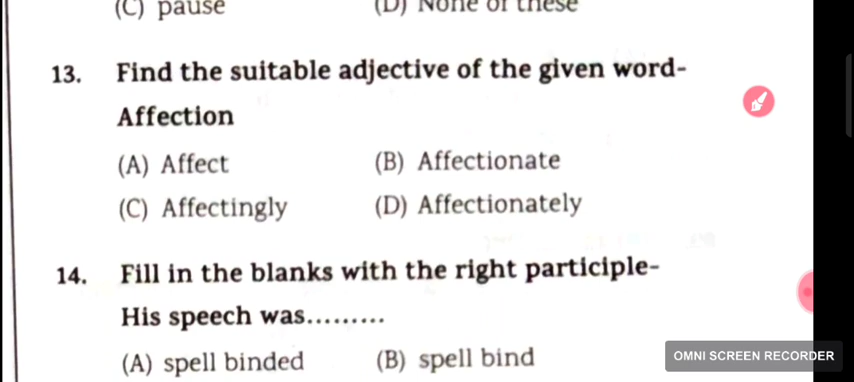 (C) pause (D) None of these
13. Find the suitable adjective of the given word-
Affection
(A) Affect (B) Affectionate
(C) Affectingly (D) Affectionately
14. Fill in the blanks with the right participle-
His speech was.........
(A) spell binded (B) spell bind
OMNI SCREEN RECORDER